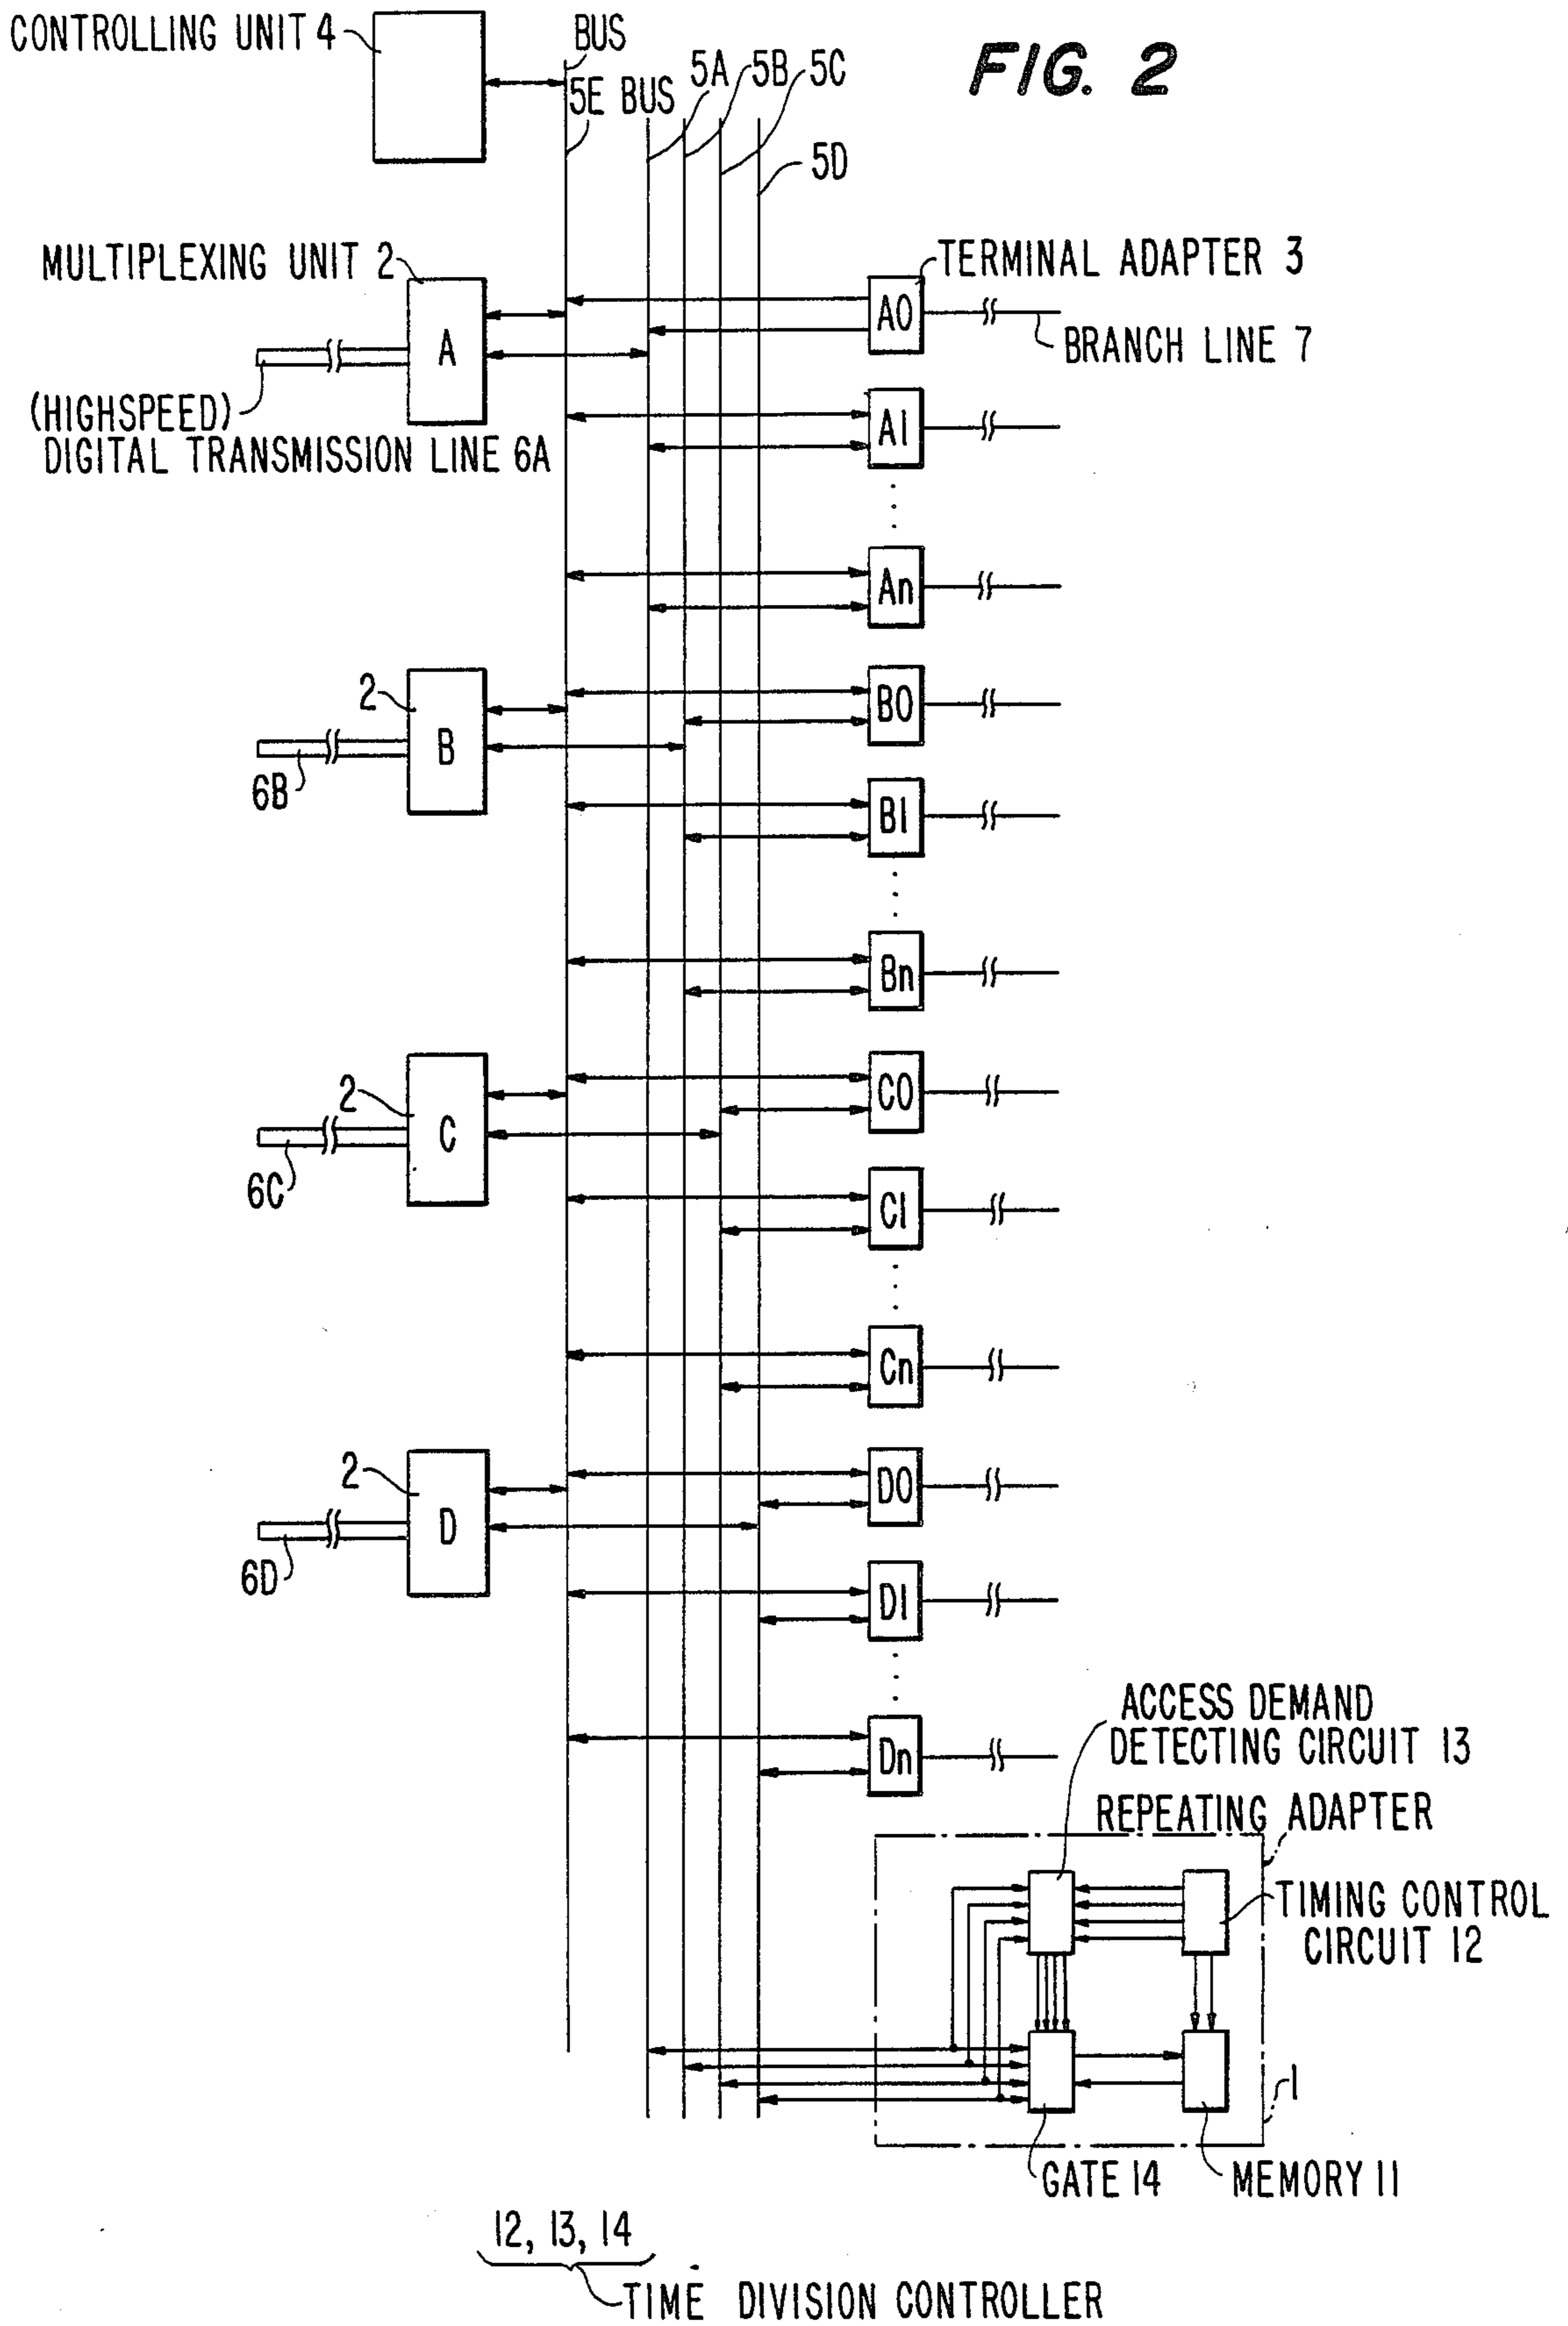 FIG. 2
CONTROLLING UNIT 4
BUS
5E BUS
5A
5B
5C
5D
MULTIPLEXING UNIT 2
A
(HIGHSPEED)
DIGITAL TRANSMISSION LINE 6A
TERMINAL ADAPTER 3
A0
BRANCH LINE 7
A1
An
2
B
6B
B0
B1
Bn
2
C
6C
C0
C1
Cn
2
D
6D
D0
D1
Dn
ACCESS DEMAND
DETECTING CIRCUIT 13
REPEATING ADAPTER
TIMING CONTROL
CIRCUIT 12
1
GATE 14
MEMORY 11
12, 13, 14
TIME DIVISION CONTROLLER